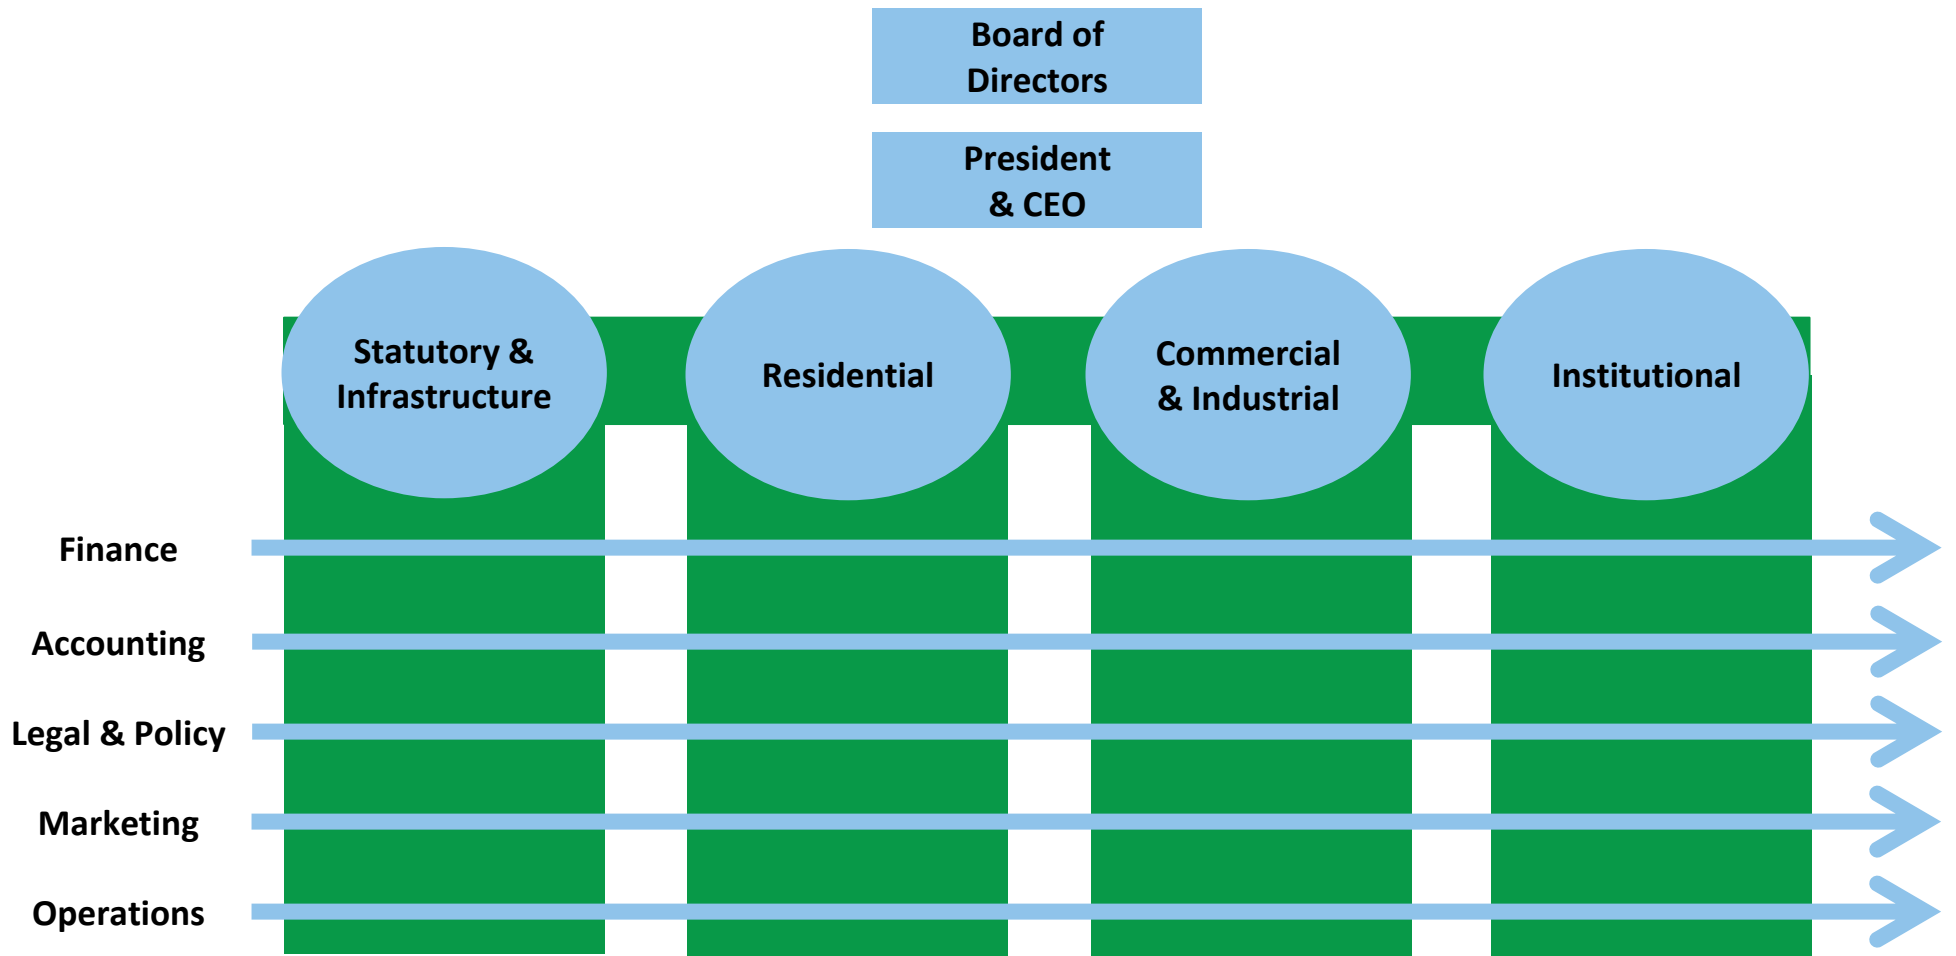 Board of
Directors
President
& CEO
Statutory &
Infrastructure
Residential
Commercial
& Industrial
Institutional
Finance
Accounting
Legal & Policy
Marketing
Operations